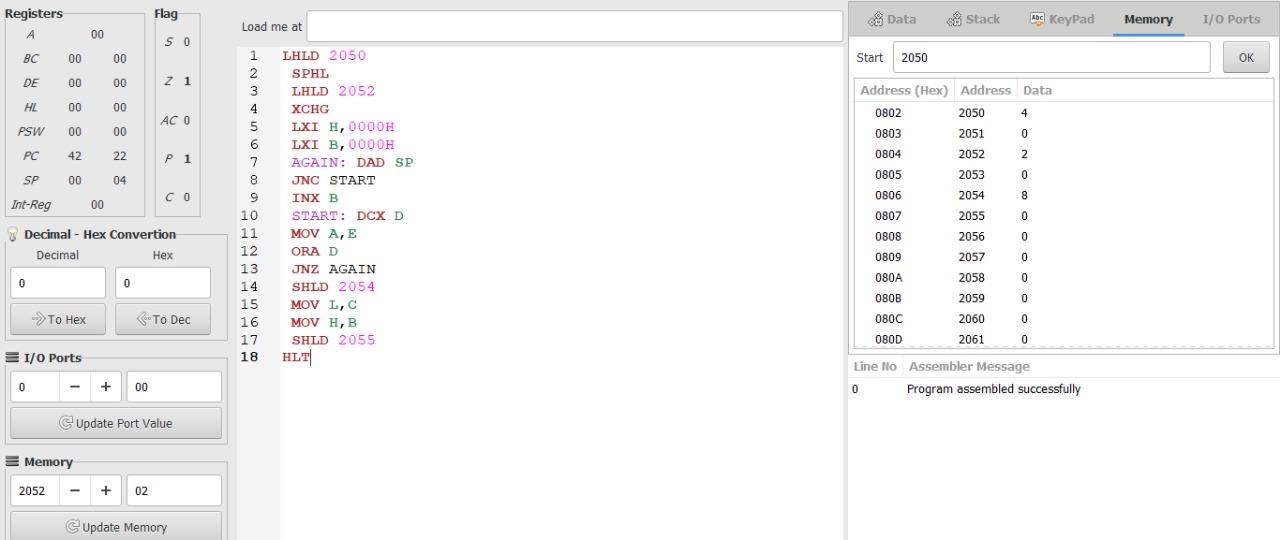 Registers
A 00
BC 00 00
DE 00 00
HL 00 00
PSW 00 00
PC 42 22
SP 00 04
Int-Reg 00
Flag
S 0
Z 1
AC 0
P 1
C 0
Decimal - Hex Convertion
Decimal Hex
0 0
To Hex To Dec
I/O Ports
0 − + 00
Update Port Value
Memory
2052 − + 02
Update Memory
Load me at
1 LHLD 2050
2 SPHL
3 LHLD 2052
4 XCHG
5 LXI H,0000H
6 LXI B,0000H
7 AGAIN: DAD SP
8 JNC START
9 INX B
10 START: DCX D
11 MOV A,E
12 ORA D
13 JNZ AGAIN
14 SHLD 2054
15 MOV L,C
16 MOV H,B
17 SHLD 2055
18 HLT
Data Stack Abc KeyPad Memory I/O Ports
Start 2050 OK
Address (Hex) Address Data
0802 2050 4
0803 2051 0
0804 2052 2
0805 2053 0
0806 2054 8
0807 2055 0
0808 2056 0
0809 2057 0
080A 2058 0
080B 2059 0
080C 2060 0
080D 2061 0
Line No Assembler Message
0 Program assembled successfully